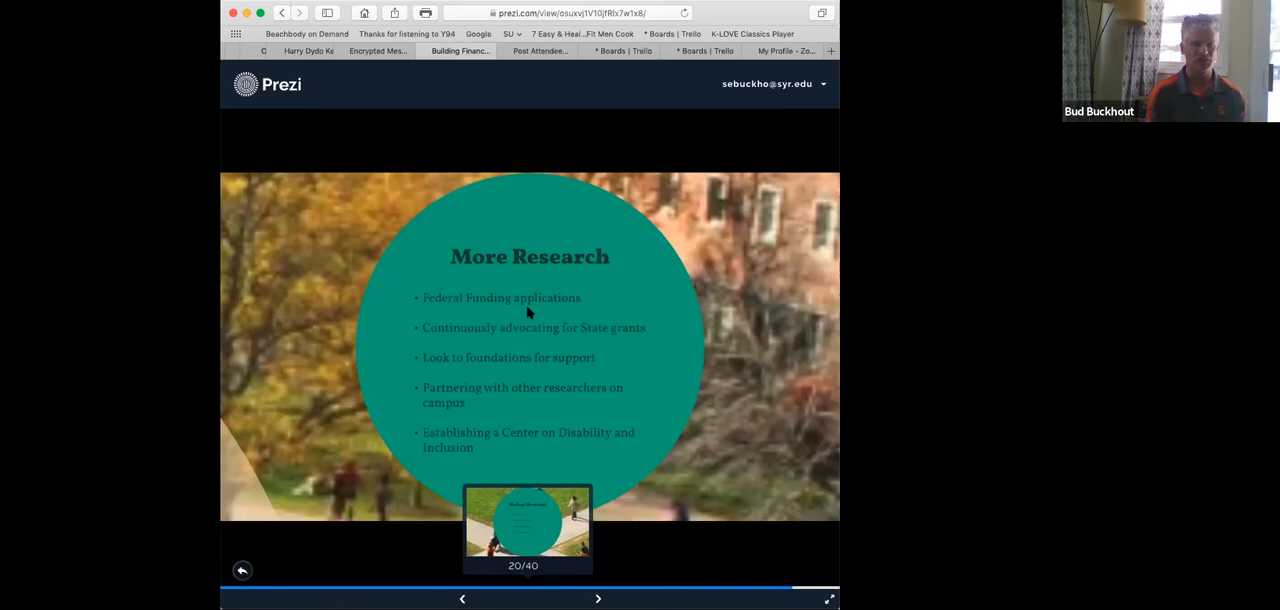 prezi.com/view/osuxvj1V10jfRlx7w1x8/
Beachbody on Demand Thanks for listening to Y94 Google SU 7 Easy & Heal...Fit Men Cook * Boards | Trello K-LOVE Classics Player
Harry Dydo Ke Encrypted Mes... Building Financ... Post Attendee... * Boards | Trello * Boards | Trello My Profile - Zo...
Prezi
sebuckho@syr.edu
Bud Buckhout
More Research
• Federal Funding applications
• Continuously advocating for State grants
• Look to foundations for support
• Partnering with other researchers on
campus
• Establishing a Center on Disability and
Inclusion
20/40